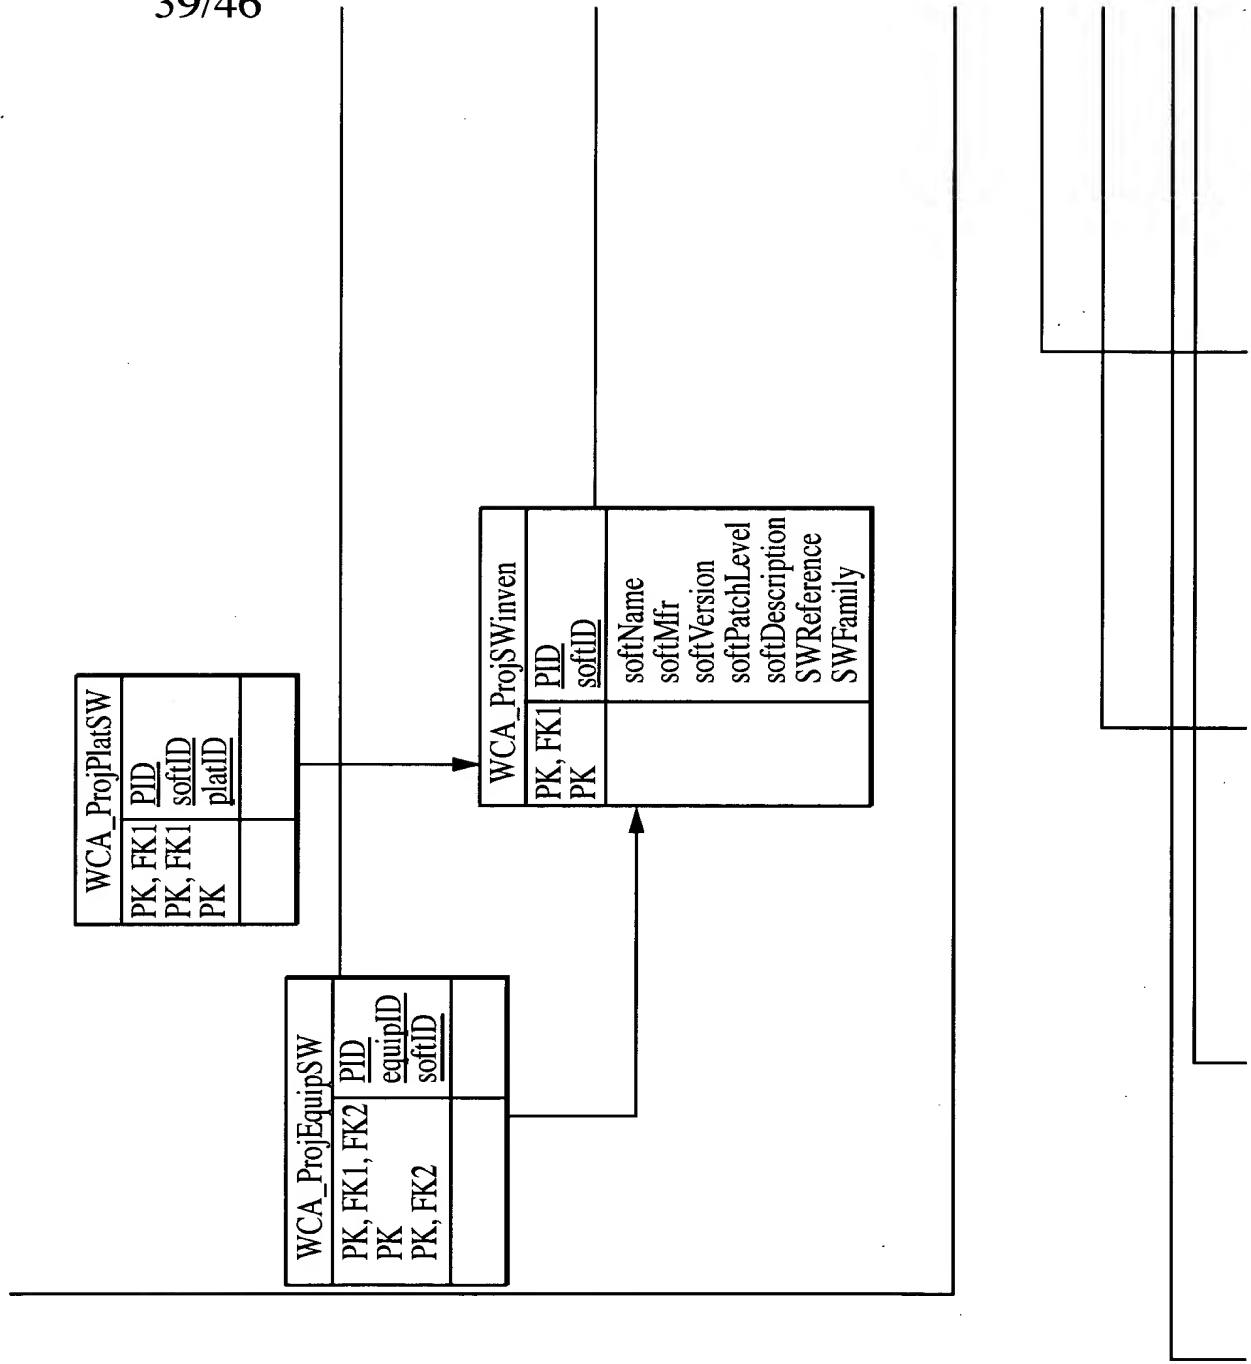 39/46
WCA_ProjPlatSW
PK, FK1 PID
PK, FK1 softID
PK platID
WCA_ProjEquipSW
PK, FK1, FK2 PID
PK equipID
PK, FK2 softID
WCA_ProjSWinven
PK, FK1 PID
PK softID
softName
softMfr
softVersion
softPatchLevel
softDescription
SWReference
SWFamily